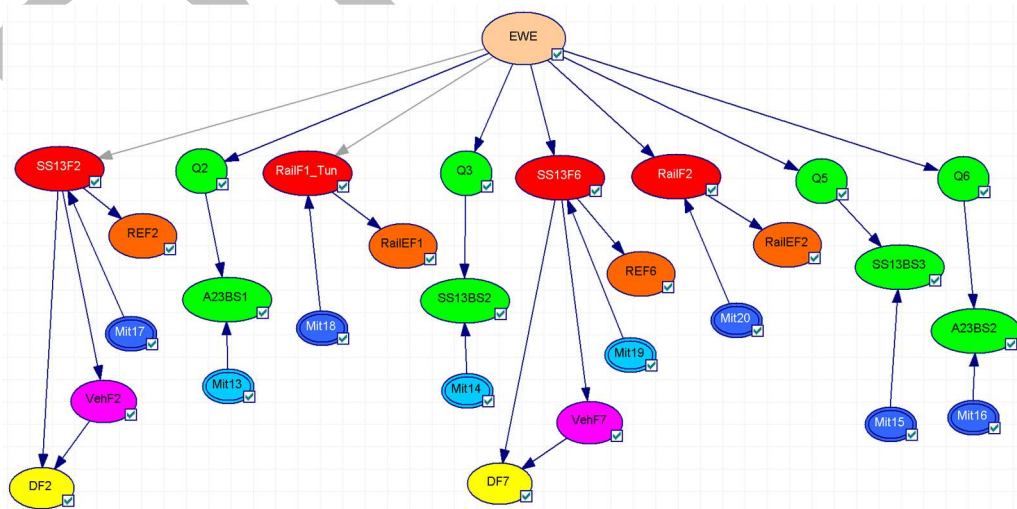 EWE
SS13F2
Q2
RailF1_Tun
Q3
SS13F6
RailF2
Q5
Q6
REF2
RailEF1
REF6
RailEF2
SS13BS3
A23BS1
SS13BS2
Mit17
Mit18
Mit19
Mit20
A23BS2
Mit13
Mit14
VehF2
VehF7
Mit15
Mit16
DF2
DF7